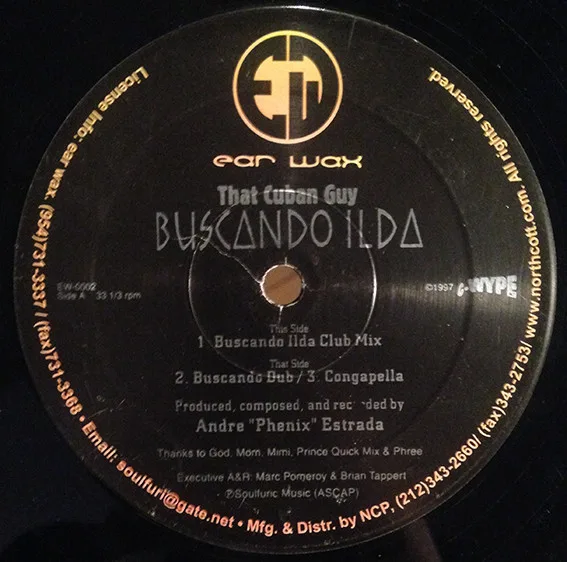 EW
ear wax
That Cuban Guy
BUSCANDO ILDA
EW-0002
Side A 33 1/3 rpm
©1997
WYPE
This Side
1. Buscando Ilda Club Mix
That Side
2. Buscando Dub / 3. Congapella
Produced, composed, and rec ded by
Andre "Phenix" Estrada
Thanks to God, Mom, Mimi, Prince Quick Mix & Phree
Executive A&R: Marc Pomeroy & Brian Tappert
℗Soulfuric Music (ASCAP)
License Info: ear wax (954)731-3337 / (fax)731-3368 • Email: soulfuri@gate.net • Mfg. & Distr. by NCP, (212)343-2660/ (fax)343-2753/ www.northcott.com. All rights reserved.